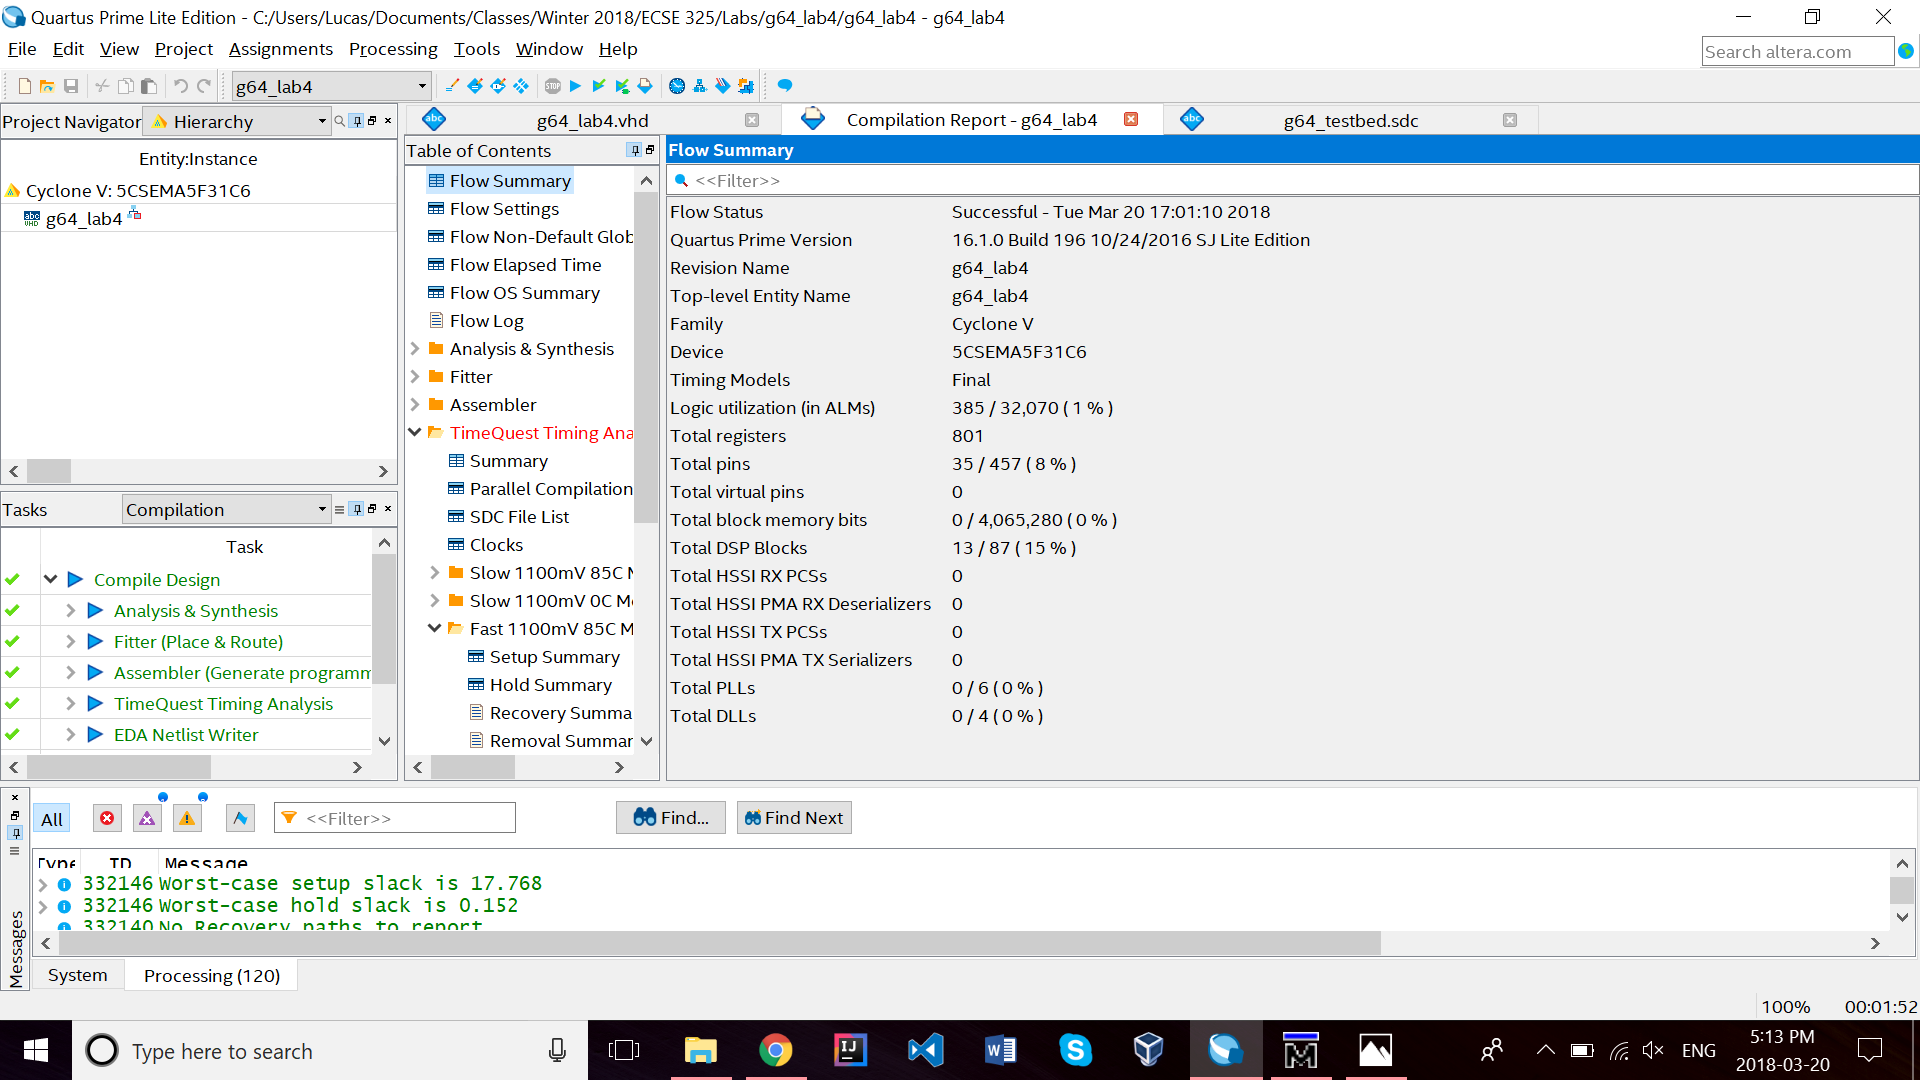 Quartus Prime Lite Edition - C:/Users/Lucas/Documents/Classes/Winter 2018/ECSE 325/Labs/g64_lab4/g64_lab4 - g64_lab4
File Edit View Project Assignments Processing Tools Window Help
Search altera.com
g64_lab4
STOP
Project Navigator Hierarchy
Entity:Instance
Cyclone V: 5CSEMA5F31C6
abc VHD g64_lab4
Tasks Compilation
Task
Compile Design
Analysis & Synthesis
Fitter (Place & Route)
Assembler (Generate programm
TimeQuest Timing Analysis
EDA Netlist Writer
abc g64_lab4.vhd
Compilation Report - g64_lab4
abc g64_testbed.sdc
Table of Contents
Flow Summary
Flow Settings
Flow Non-Default Glob
Flow Elapsed Time
Flow OS Summary
Flow Log
Analysis & Synthesis
Fitter
Assembler
TimeQuest Timing Ana
Summary
Parallel Compilation
SDC File List
Clocks
Slow 1100mV 85C M
Slow 1100mV 0C Mo
Fast 1100mV 85C M
Setup Summary
Hold Summary
Recovery Summa
Removal Summar
Flow Summary
<<Filter>>
Flow Status Successful - Tue Mar 20 17:01:10 2018
Quartus Prime Version 16.1.0 Build 196 10/24/2016 SJ Lite Edition
Revision Name g64_lab4
Top-level Entity Name g64_lab4
Family Cyclone V
Device 5CSEMA5F31C6
Timing Models Final
Logic utilization (in ALMs) 385 / 32,070 ( 1 % )
Total registers 801
Total pins 35 / 457 ( 8 % )
Total virtual pins 0
Total block memory bits 0 / 4,065,280 ( 0 % )
Total DSP Blocks 13 / 87 ( 15 % )
Total HSSI RX PCSs 0
Total HSSI PMA RX Deserializers 0
Total HSSI TX PCSs 0
Total HSSI PMA TX Serializers 0
Total PLLs 0 / 6 ( 0 % )
Total DLLs 0 / 4 ( 0 % )
All <<Filter>> Find... Find Next
Type ID Message
332146 Worst-case setup slack is 17.768
332146 Worst-case hold slack is 0.152
332140 No Recovery paths to report
Messages
System Processing (120)
100% 00:01:52
Type here to search
ENG
5:13 PM
2018-03-20